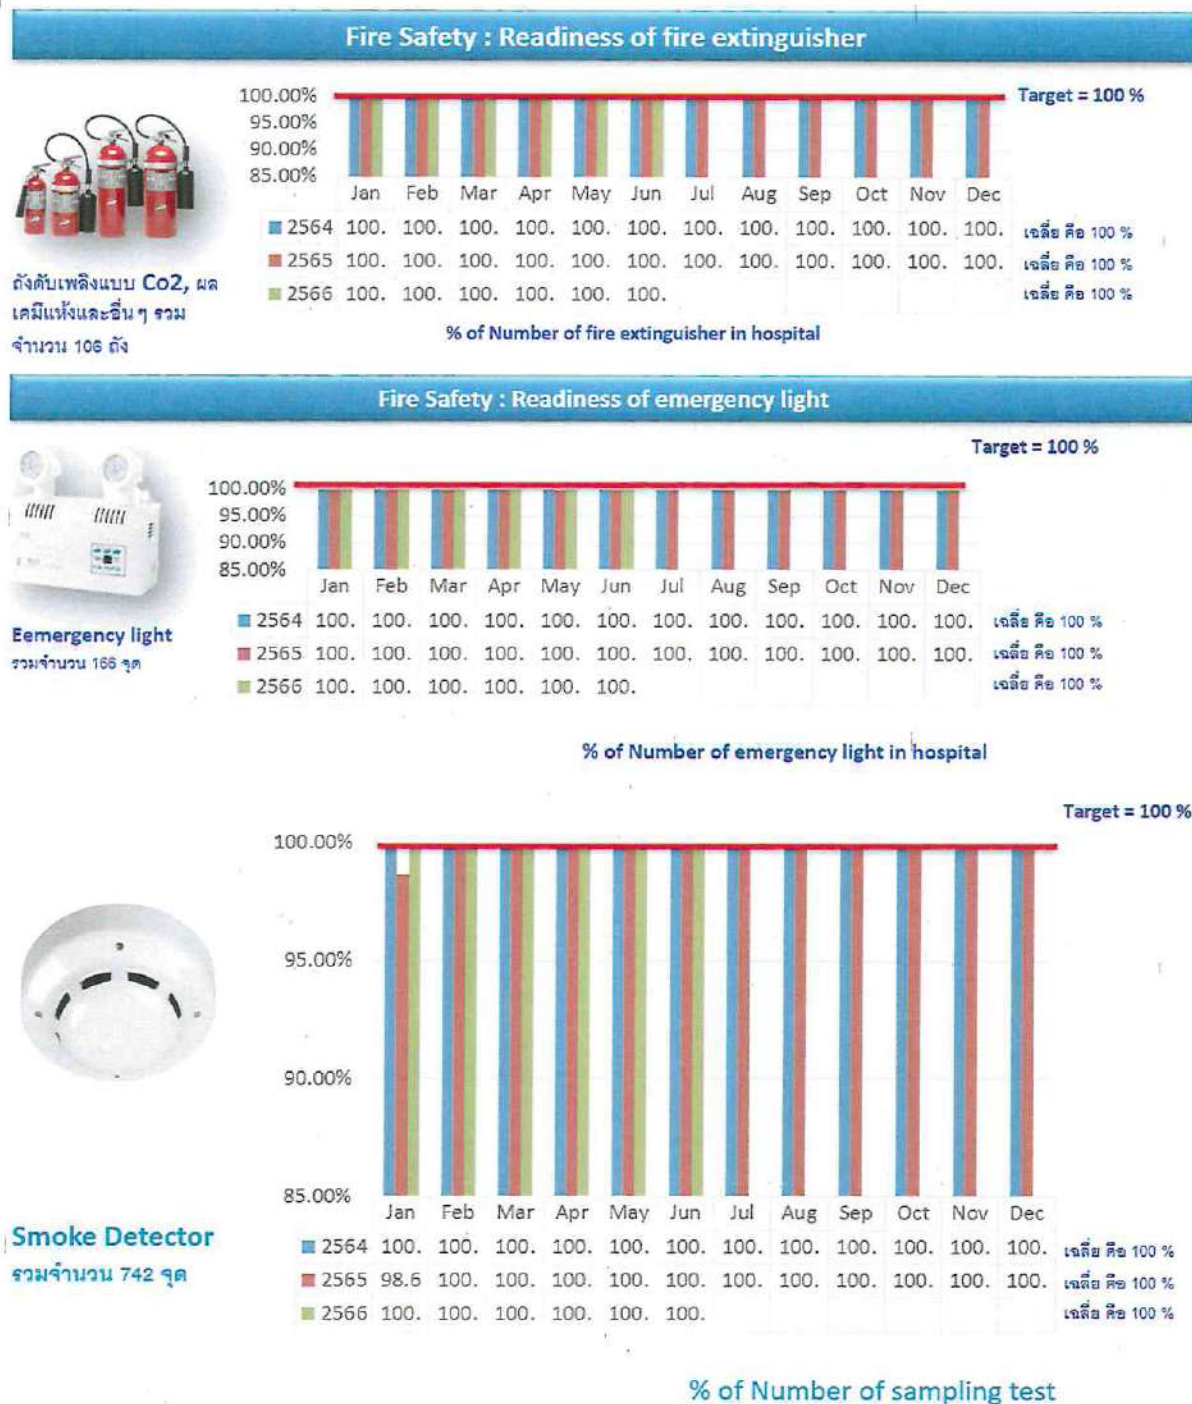 Fire Safety : Readiness of fire extinguisher
Target = 100 %
100.00%
95.00%
90.00%
85.00%
Jan Feb Mar Apr May Jun Jul Aug Sep Oct Nov Dec
2564 100. 100. 100. 100. 100. 100. 100. 100. 100. 100. 100. 100. เฉลี่ย คือ 100 %
2565 100. 100. 100. 100. 100. 100. 100. 100. 100. 100. 100. 100. เฉลี่ย คือ 100 %
2566 100. 100. 100. 100. 100. 100. เฉลี่ย คือ 100 %
ถังดับเพลิงแบบ Co2, ผล
เคมีแห้งและอื่น ๆ รวม
จำนวน 106 ถัง
% of Number of fire extinguisher in hospital
Fire Safety : Readiness of emergency light
Target = 100 %
100.00%
95.00%
90.00%
85.00%
Jan Feb Mar Apr May Jun Jul Aug Sep Oct Nov Dec
2564 100. 100. 100. 100. 100. 100. 100. 100. 100. 100. 100. 100. เฉลี่ย คือ 100 %
2565 100. 100. 100. 100. 100. 100. 100. 100. 100. 100. 100. 100. เฉลี่ย คือ 100 %
2566 100. 100. 100. 100. 100. 100. เฉลี่ย คือ 100 %
Eemergency light
รวมจำนวน 166 จุด
% of Number of emergency light in hospital
Target = 100 %
100.00%
95.00%
90.00%
85.00%
Jan Feb Mar Apr May Jun Jul Aug Sep Oct Nov Dec
2564 100. 100. 100. 100. 100. 100. 100. 100. 100. 100. 100. 100. เฉลี่ย คือ 100 %
2565 98.6 100. 100. 100. 100. 100. 100. 100. 100. 100. 100. 100. เฉลี่ย คือ 100 %
2566 100. 100. 100. 100. 100. 100. เฉลี่ย คือ 100 %
Smoke Detector
รวมจำนวน 742 จุด
% of Number of sampling test